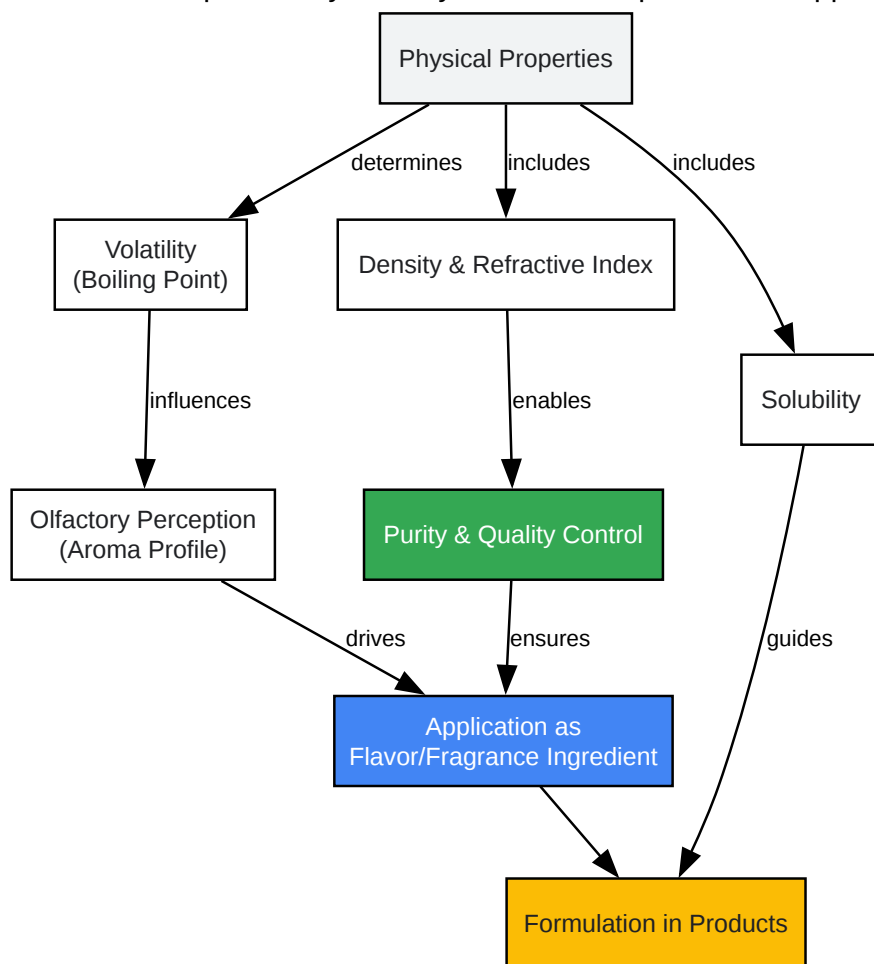 Physical Properties
determines
includes
includes
Volatility
(Boiling Point)
Density & Refractive Index
Solubility
influences
enables
Olfactory Perception
(Aroma Profile)
Purity & Quality Control
drives
ensures
guides
Application as
Flavor/Fragrance Ingredient
Formulation in Products